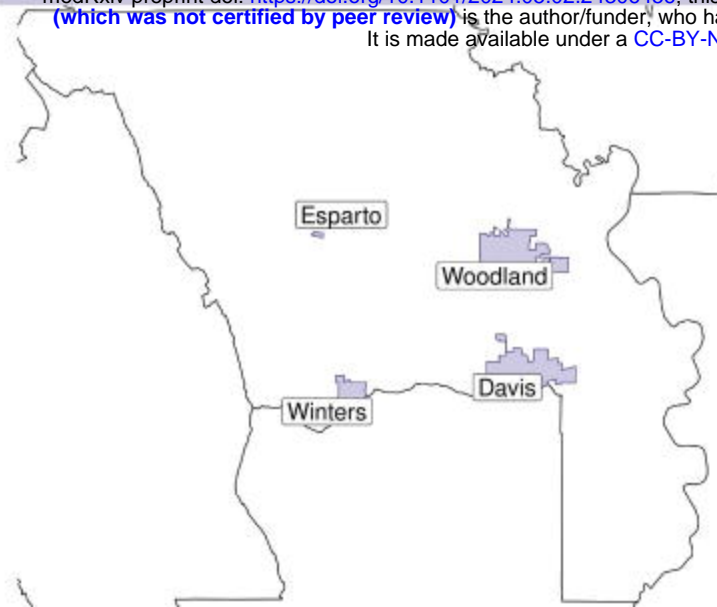 (which was not certified by peer review) is the author/funder, who ha
It is made available under a CC-BY-N
Esparto
Woodland
Davis
Winters